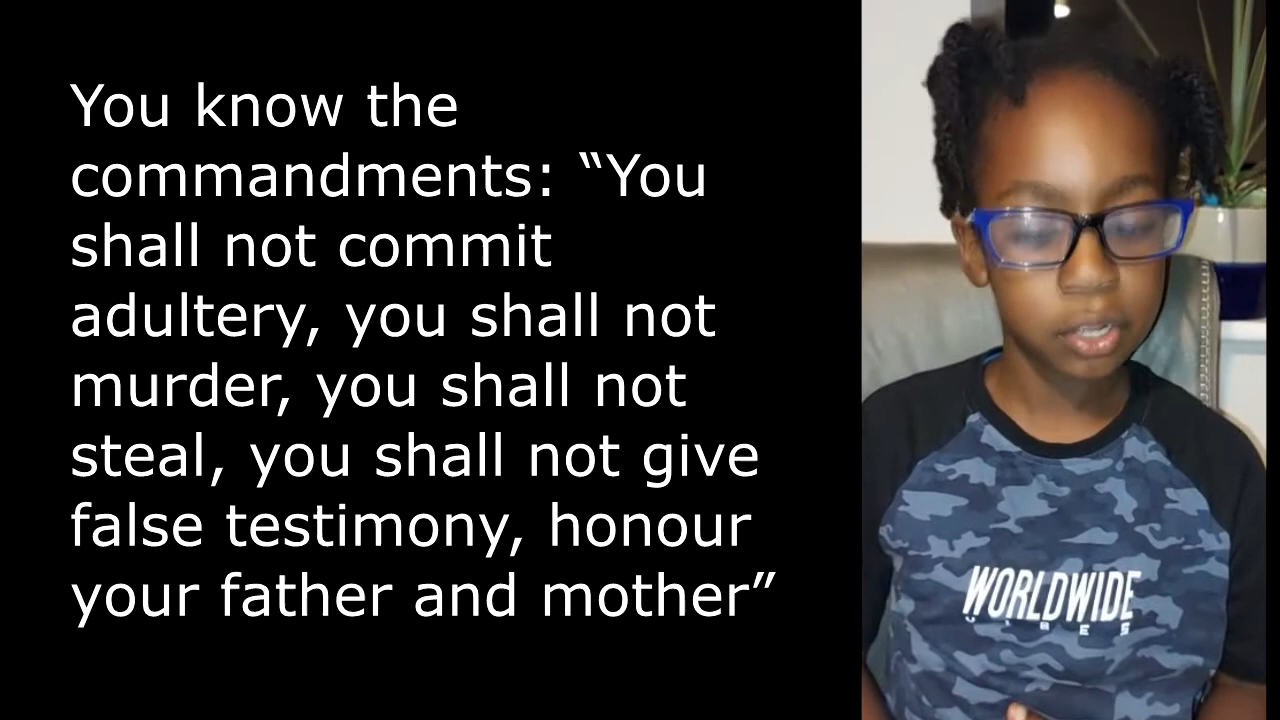 You know the
commandments: “You
shall not commit
adultery, you shall not
murder, you shall not
steal, you shall not give
false testimony, honour
your father and mother”
WORLDWIDE